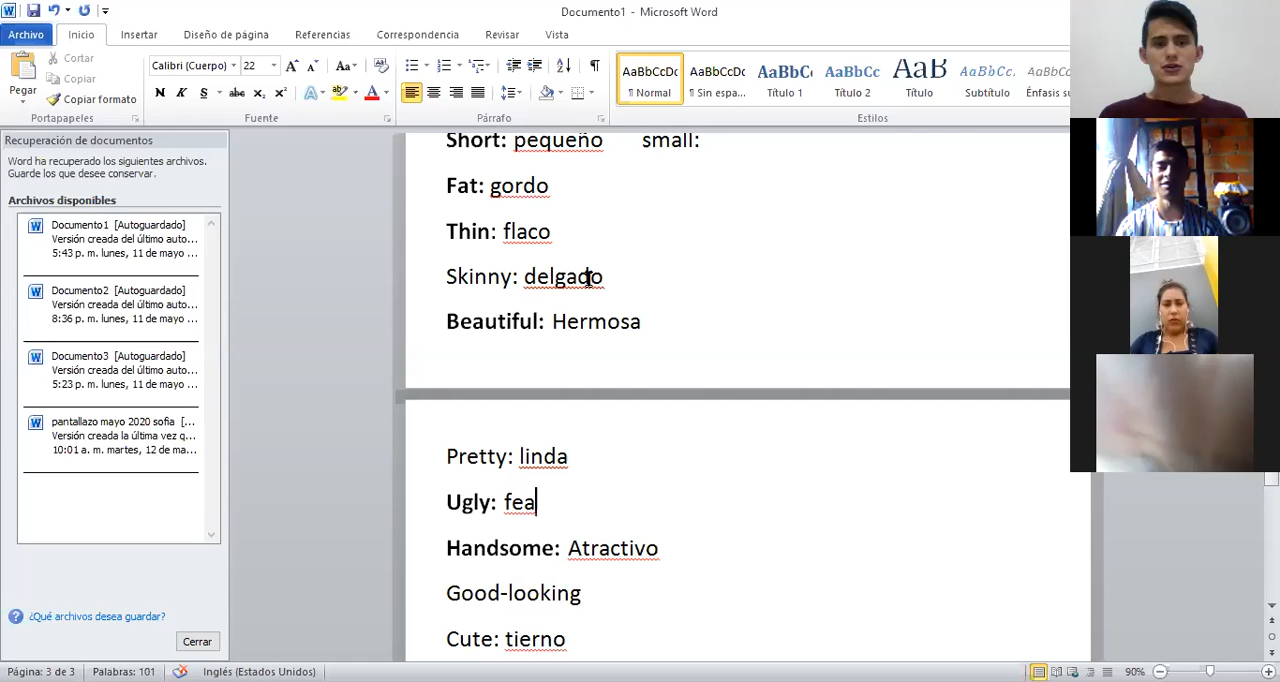 Documento1 - Microsoft Word
Archivo Inicio Insertar Diseño de página Referencias Correspondencia Revisar Vista
Pegar
Cortar
Copiar
Copiar formato
Portapapeles
Calibri (Cuerpo) 22
Fuente
Párrafo
AaBbCcDc AaBbCcDc AaBbC AaBbCc AaB AaBbCc. AaBbCcDc
¶ Normal ¶ Sin espa... Título 1 Título 2 Título Subtítulo Énfasis su
Estilos
Recuperación de documentos
Word ha recuperado los siguientes archivos.
Guarde los que desee conservar.
Archivos disponibles
Documento1 [Autoguardado]
Versión creada del último auto...
5:43 p. m. lunes, 11 de mayo ...
Documento2 [Autoguardado]
Versión creada del último auto...
8:36 p. m. lunes, 11 de mayo ...
Documento3 [Autoguardado]
Versión creada del último auto...
5:23 p. m. lunes, 11 de mayo ...
pantallazo mayo 2020 sofia [...
Versión creada la última vez q...
10:01 a. m. martes, 12 de ma...
¿Qué archivos desea guardar?
Cerrar
Short: pequeño small:
Fat: gordo
Thin: flaco
Skinny: delgado
Beautiful: Hermosa
Pretty: linda
Ugly: fea
Handsome: Atractivo
Good-looking
Cute: tierno
Página: 3 de 3 Palabras: 101 Inglés (Estados Unidos) 90%